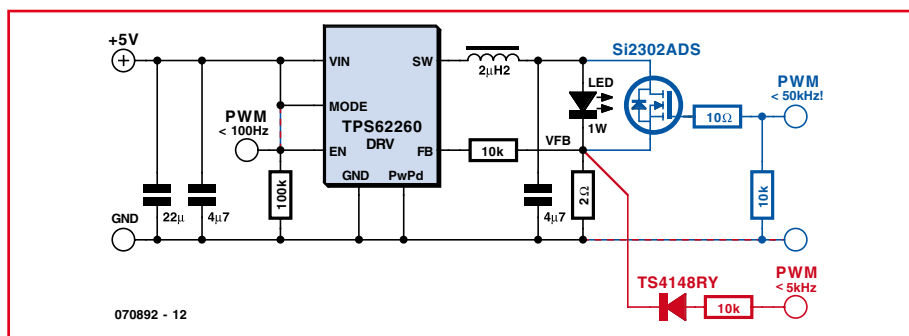 +5V
VIN
SW
2µH2
Si2302ADS
LED
PWM
< 50kHz!
MODE
PWM
< 100Hz
TPS62260
DRV
1W
10Ω
EN
FB
10k
VFB
GND
PwPd
100k
2Ω
10k
22µ
4µ7
4µ7
GND
TS4148RY
PWM
< 5kHz
10k
070892 - 12